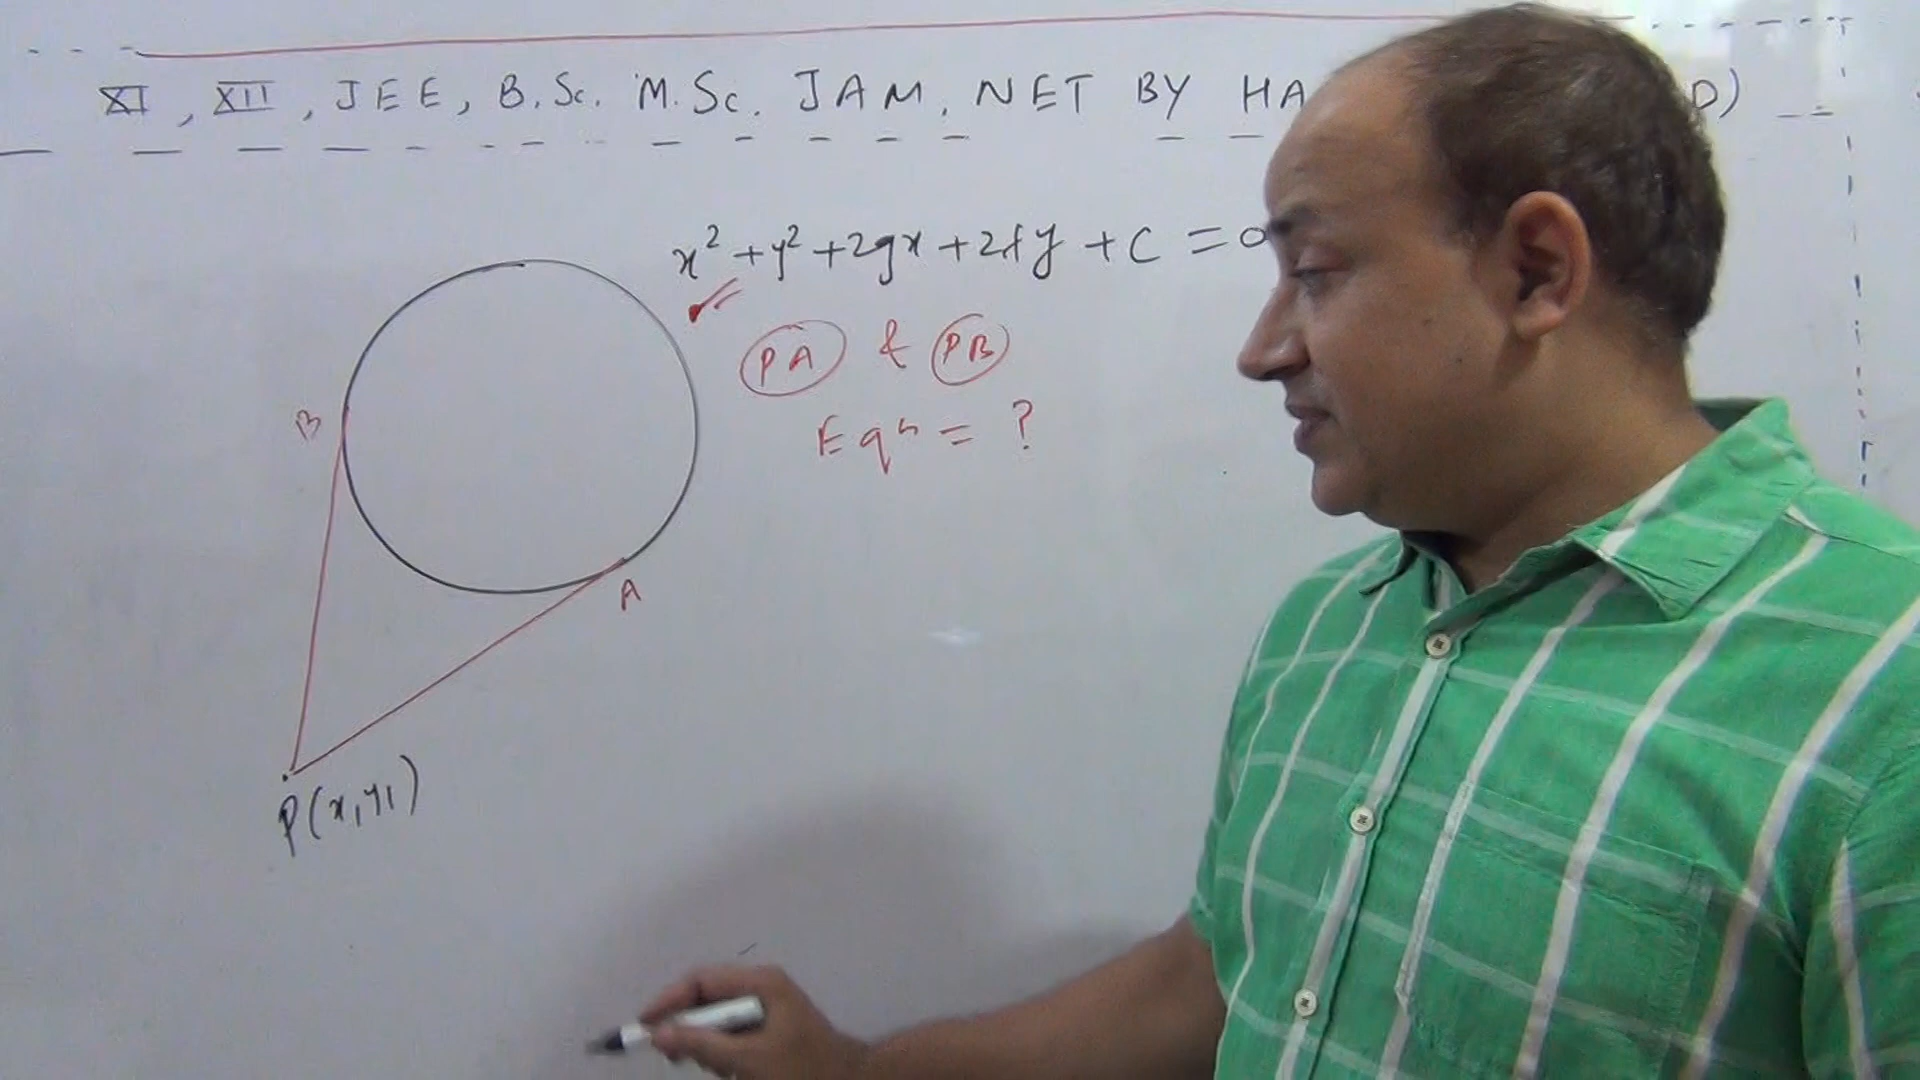 XI, XII, JEE, B.Sc. M.Sc. JAM, NET BY HA D)
x² + y² + 2gx + 2fy + c = 0
PA & PB
Eqⁿ = ?
B
A
P(x₁y₁)